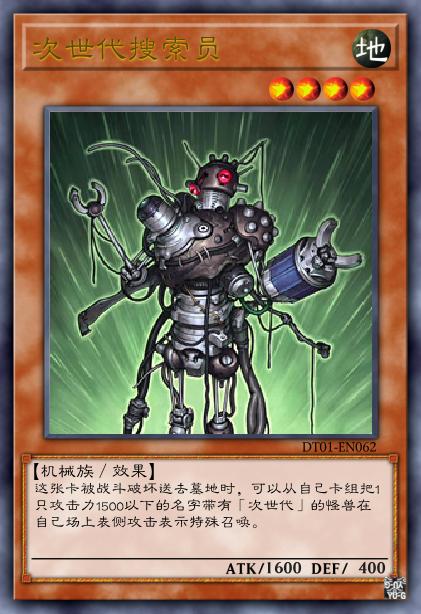 次世代搜索员
地
DT01-EN062
【机械族／效果】
这张卡被战斗破坏送去墓地时，可以从自己卡组把1
只攻击力1500以下的名字带有「次世代」的怪兽在
自己场上表侧攻击表示特殊召唤。
ATK/1600 DEF/ 400